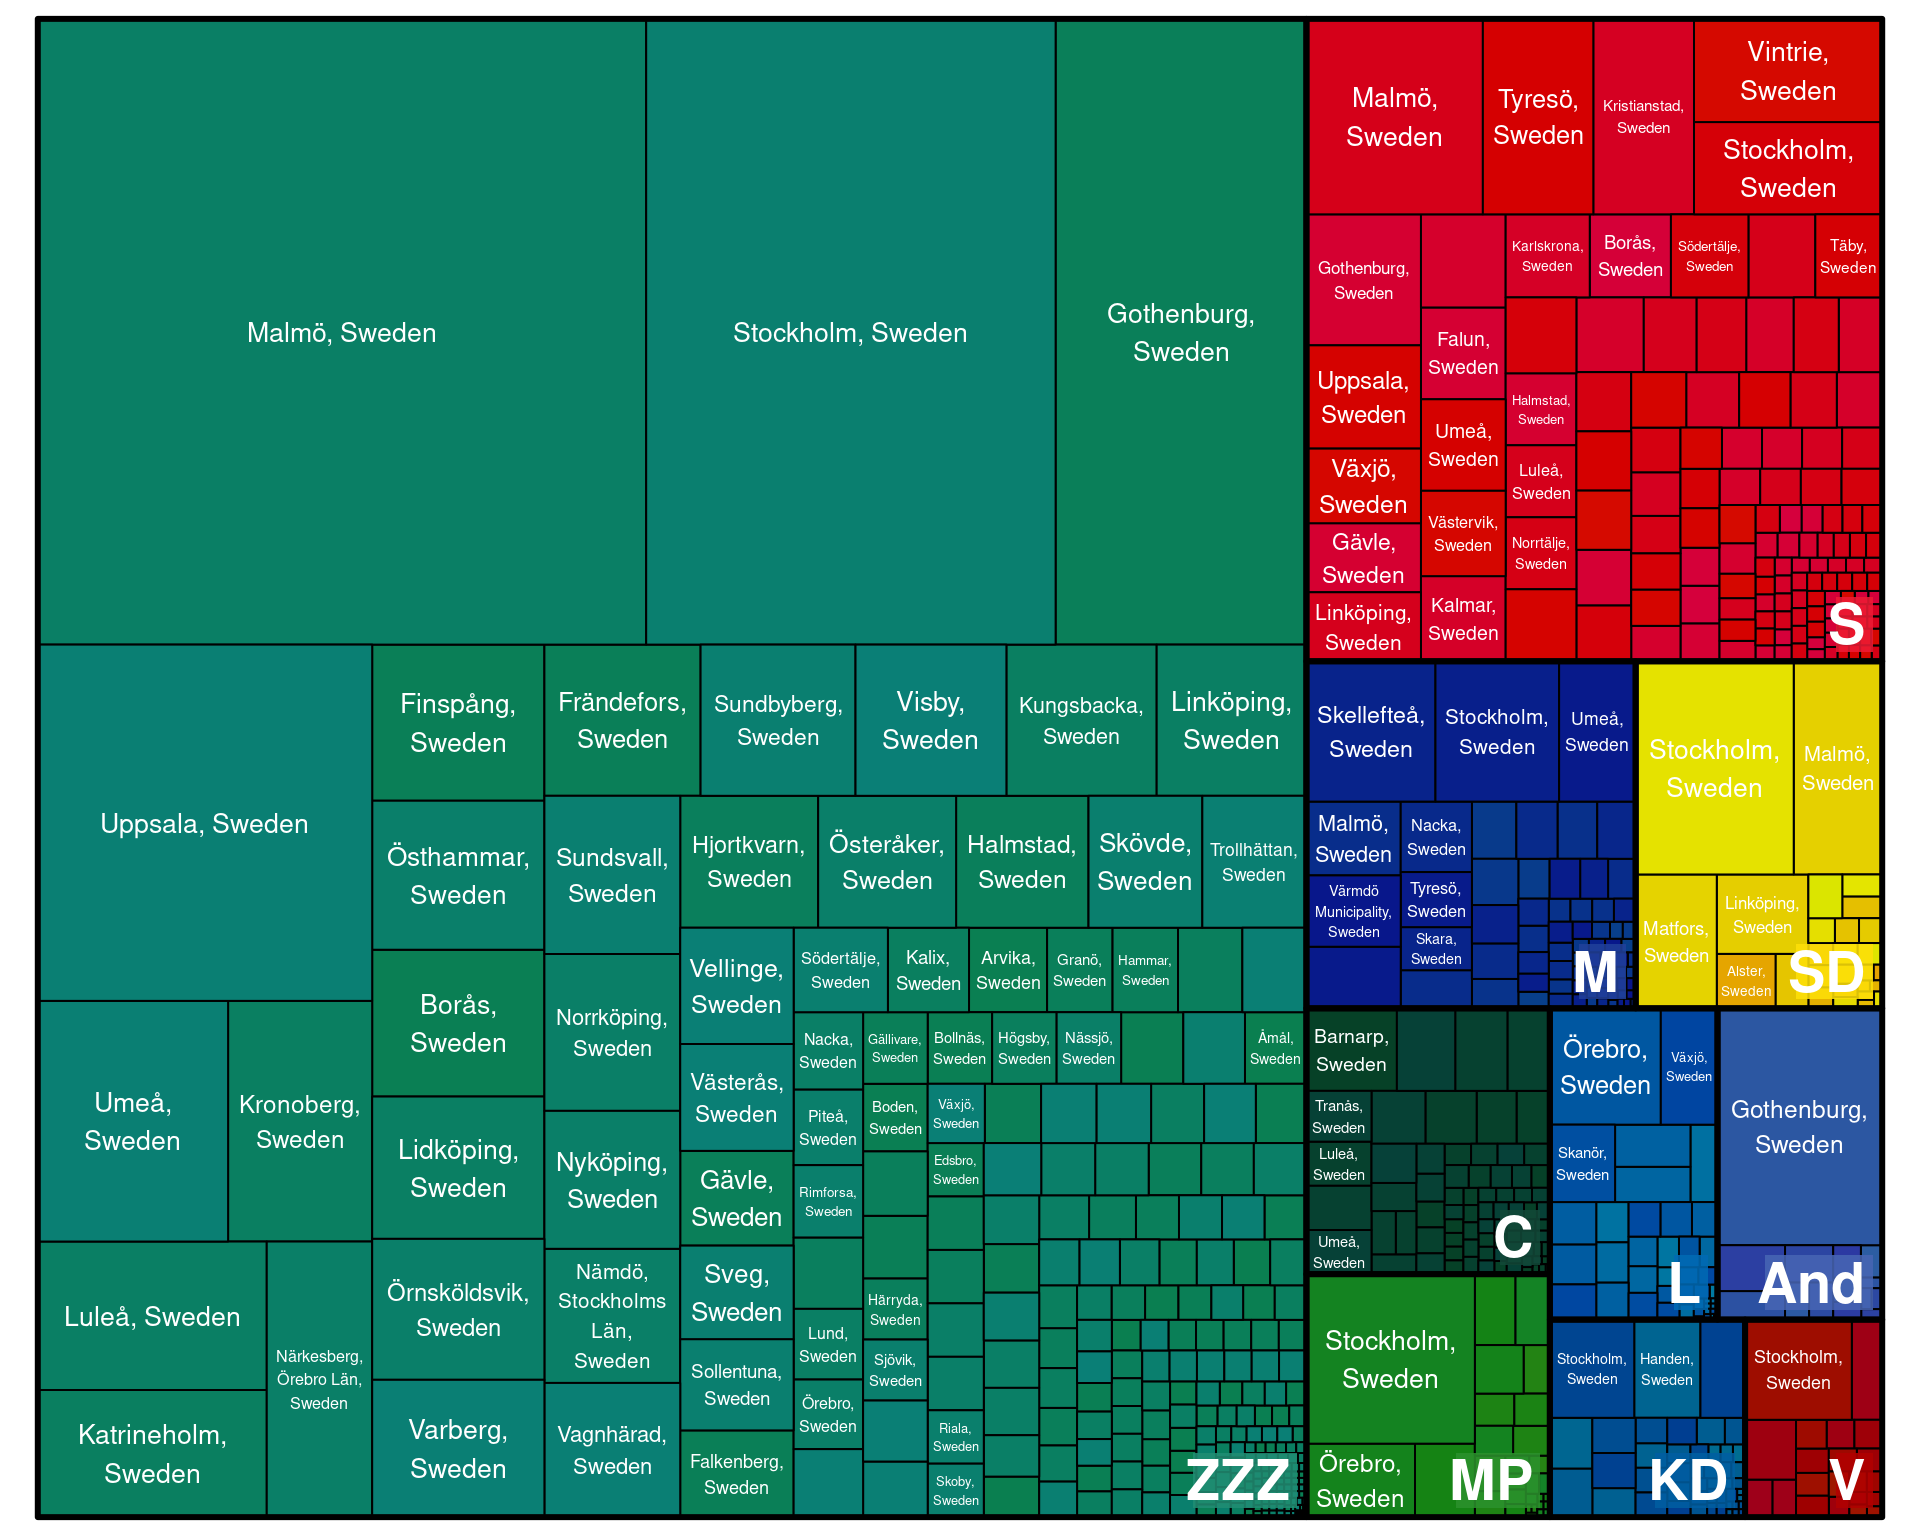 Malmö, Sweden
Stockholm, Sweden
Gothenburg,
Sweden
Uppsala, Sweden
Umeå,
Sweden
Kronoberg,
Sweden
Luleå, Sweden
Katrineholm,
Sweden
Närkesberg,
Örebro Län,
Sweden
Finspång,
Sweden
Östhammar,
Sweden
Borås,
Sweden
Lidköping,
Sweden
Örnsköldsvik,
Sweden
Varberg,
Sweden
Frändefors,
Sweden
Sundbyberg,
Sweden
Visby,
Sweden
Kungsbacka,
Sweden
Linköping,
Sweden
Sundsvall,
Sweden
Norrköping,
Sweden
Nyköping,
Sweden
Nämdö,
Stockholms
Län,
Sweden
Vagnhärad,
Sweden
Hjortkvarn,
Sweden
Österåker,
Sweden
Halmstad,
Sweden
Skövde,
Sweden
Trollhättan,
Sweden
Vellinge,
Sweden
Västerås,
Sweden
Gävle,
Sweden
Sveg,
Sweden
Sollentuna,
Sweden
Falkenberg,
Sweden
Södertälje,
Sweden
Kalix,
Sweden
Arvika,
Sweden
Granö,
Sweden
Hammar,
Sweden
Nacka,
Sweden
Piteå,
Sweden
Rimforsa,
Sweden
Lund,
Sweden
Örebro,
Sweden
Gällivare,
Sweden
Boden,
Sweden
Härryda,
Sweden
Sjövik,
Sweden
Bollnäs,
Sweden
Högsby,
Sweden
Nässjö,
Sweden
Åmål,
Sweden
Växjö,
Sweden
Edsbro,
Sweden
Riala,
Sweden
Skoby,
Sweden
ZZZ
Malmö,
Sweden
Tyresö,
Sweden
Kristianstad,
Sweden
Vintrie,
Sweden
Stockholm,
Sweden
Gothenburg,
Sweden
Uppsala,
Sweden
Växjö,
Sweden
Gävle,
Sweden
Linköping,
Sweden
Falun,
Sweden
Umeå,
Sweden
Västervik,
Sweden
Kalmar,
Sweden
Karlskrona,
Sweden
Borås,
Sweden
Södertälje,
Sweden
Täby,
Sweden
Halmstad,
Sweden
Luleå,
Sweden
Norrtälje,
Sweden
S
Skellefteå,
Sweden
Stockholm,
Sweden
Umeå,
Sweden
Malmö,
Sweden
Värmdö
Municipality,
Sweden
Nacka,
Sweden
Tyresö,
Sweden
Skara,
Sweden
M
Stockholm,
Sweden
Malmö,
Sweden
Matfors,
Sweden
Linköping,
Sweden
Alster,
Sweden
SD
Barnarp,
Sweden
Tranås,
Sweden
Luleå,
Sweden
Umeå,
Sweden
C
Örebro,
Sweden
Växjö,
Sweden
Skanör,
Sweden
L
Gothenburg,
Sweden
And
Stockholm,
Sweden
Örebro,
Sweden
MP
Stockholm,
Sweden
Handen,
Sweden
KD
Stockholm,
Sweden
V